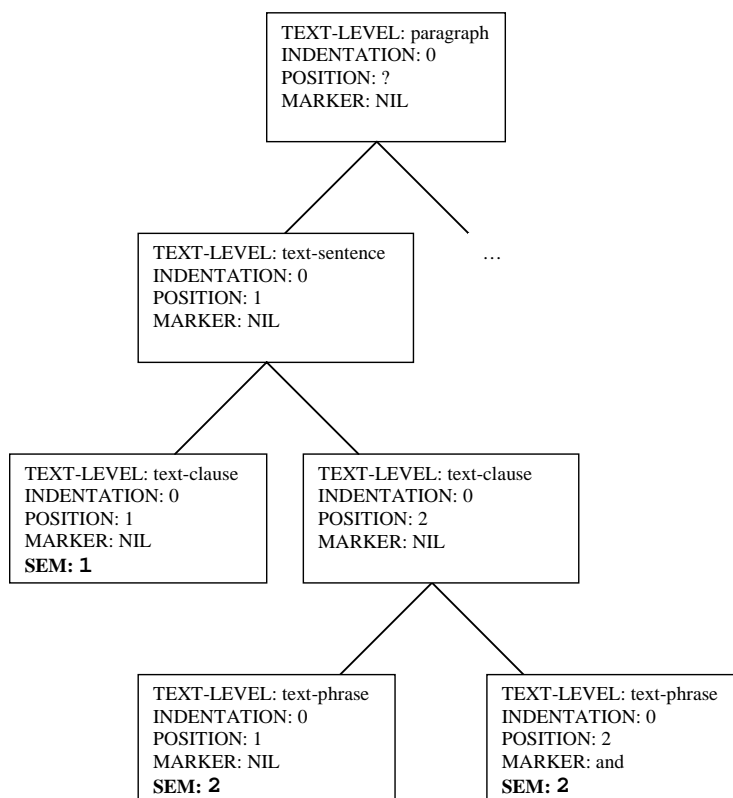 TEXT-LEVEL: paragraph
INDENTATION: 0
POSITION: ?
MARKER: NIL
TEXT-LEVEL: text-sentence
INDENTATION: 0
POSITION: 1
MARKER: NIL
…
TEXT-LEVEL: text-clause
INDENTATION: 0
POSITION: 1
MARKER: NIL
SEM: 1
TEXT-LEVEL: text-clause
INDENTATION: 0
POSITION: 2
MARKER: NIL
TEXT-LEVEL: text-phrase
INDENTATION: 0
POSITION: 1
MARKER: NIL
SEM: 2
TEXT-LEVEL: text-phrase
INDENTATION: 0
POSITION: 2
MARKER: and
SEM: 2